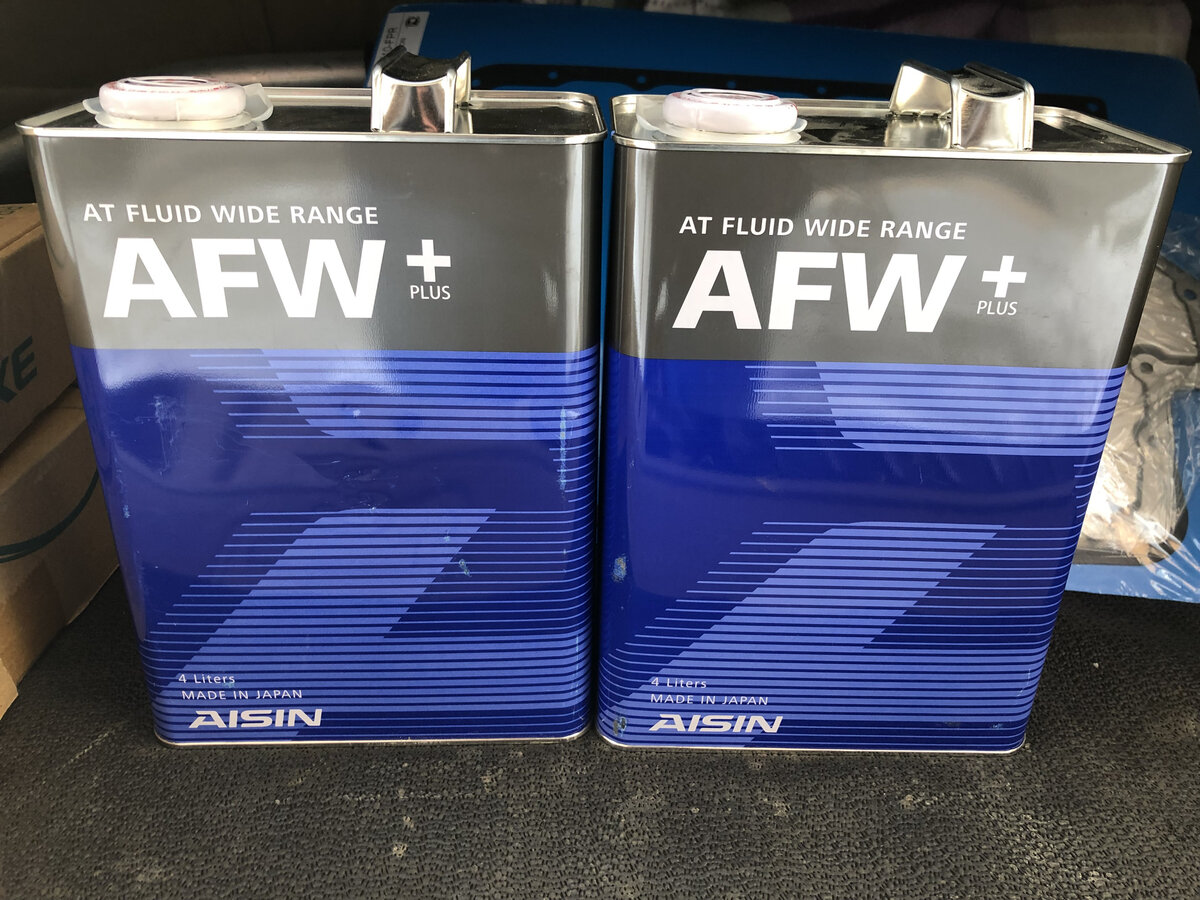 AT FLUID WIDE RANGE
AFW+
PLUS
4 Liters
MADE IN JAPAN
AISIN
AT FLUID WIDE RANGE
AFW+
PLUS
4 Liters
MADE IN JAPAN
AISIN
KE